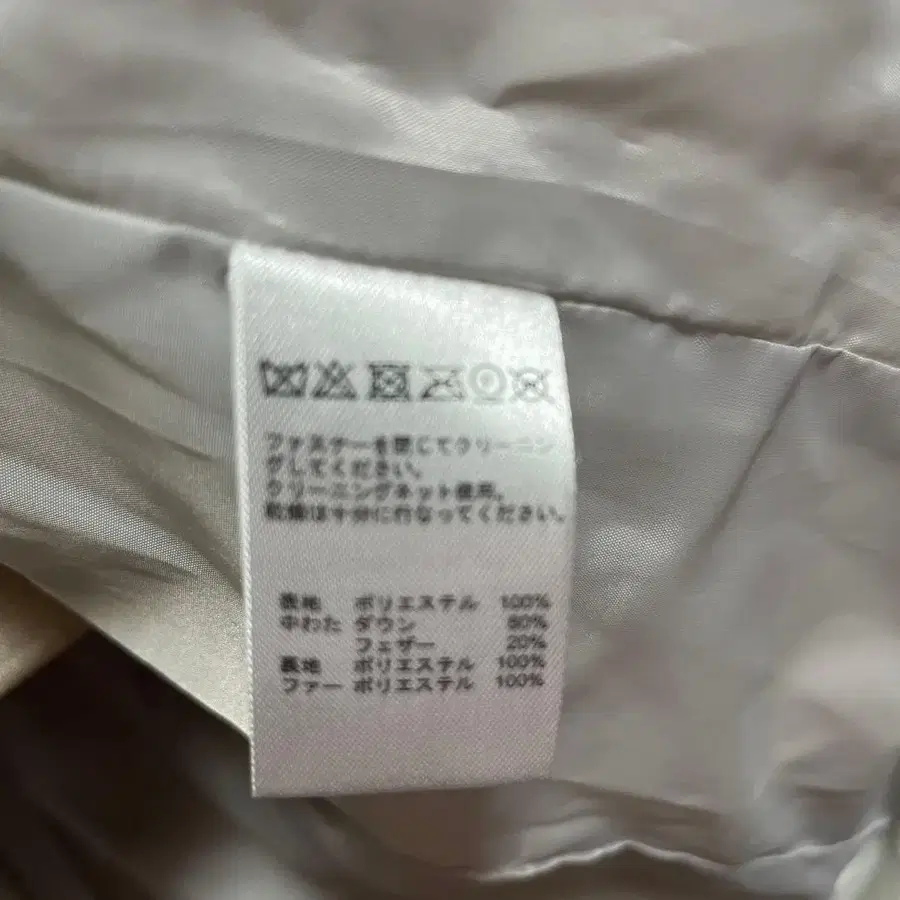 ファスナーを閉じてクリーニン
グしてください。
クリーニングネット使用。
乾燥は十分に行なってください。
表地 ポリエステル 100%
中わた ダウン 80%
フェザー 20%
裏地 ポリエステル 100%
ファー ポリエステル 100%